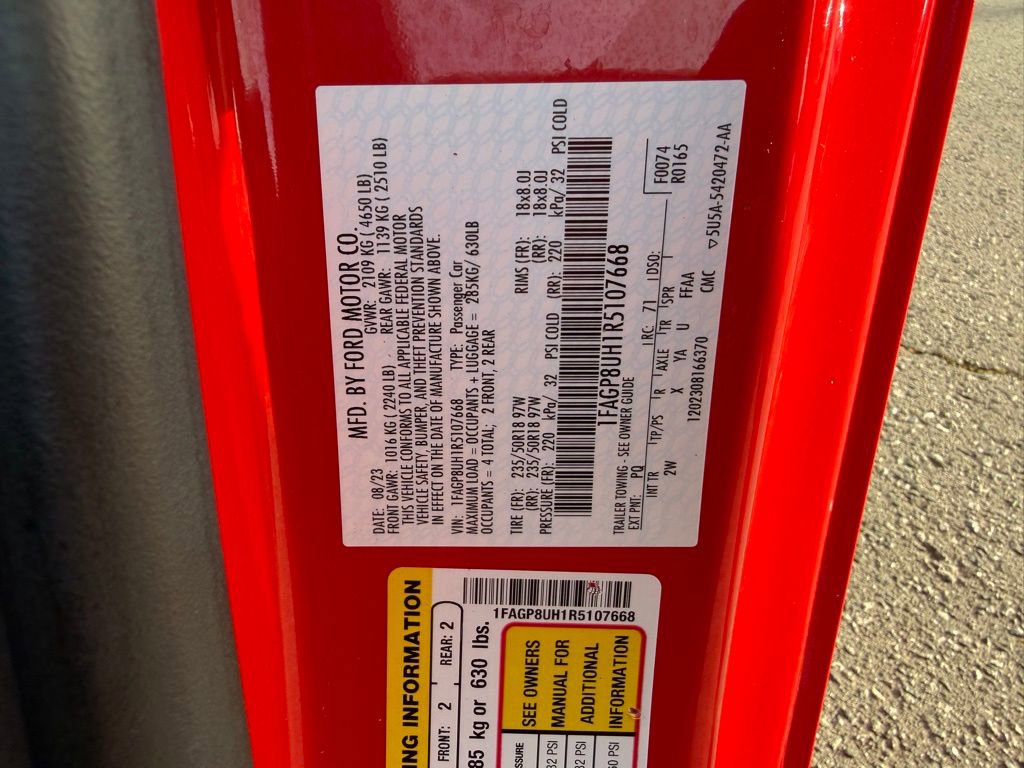 MFD. BY FORD MOTOR CO.
DATE: 08/23 GVWR: 2109 KG ( 4650 LB)
FRONT GAWR: 1016 KG ( 2240 LB) REAR GAWR: 1139 KG ( 2510 LB)
THIS VEHICLE CONFORMS TO ALL APPLICABLE FEDERAL MOTOR
VEHICLE SAFETY, BUMPER, AND THEFT PREVENTION STANDARDS
IN EFFECT ON THE DATE OF MANUFACTURE SHOWN ABOVE.
VIN: 1FAGP8UH1R5107668 TYPE: Passenger Car
MAXIMUM LOAD = OCCUPANTS + LUGGAGE = 285KG/ 630LB
OCCUPANTS = 4 TOTAL; 2 FRONT, 2 REAR
TIRE (FR): 235/50R18 97W RIMS (FR): 18x8.0J
(RR): 235/50R18 97W (RR): 18x8.0J
PRESSURE (FR): 220 kPa/ 32 PSI COLD (RR): 220 kPa/ 32 PSI COLD
1FAGP8UH1R5107668
TRAILER TOWING - SEE OWNER GUIDE
EXT PNT: PQ RC: 71 DSO: F0074
R0165
INT TR TP/PS R AXLE TR SPR
2W X YA U FFAA
1202308166370 CMC ▽5U5A-5420472-AA
NG INFORMATION
FRONT: 2 REAR: 2
85 kg or 630 lbs.
1FAGP8UH1R5107668
SEE OWNERS
MANUAL FOR
ADDITIONAL
INFORMATION
SSURE
32 PSI
32 PSI
60 PSI